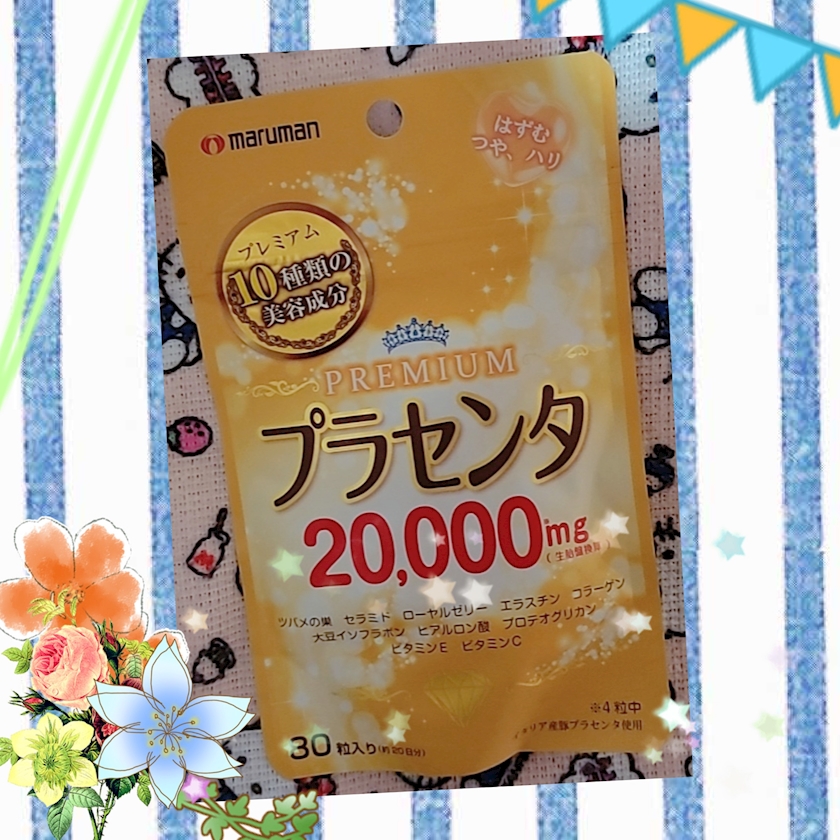 maruman
はずむ
つや、ハリ
プレミアム
10種類の
美容成分
PREMIUM
プラセンタ
20,000mg※
(生胎盤換算)
ツバメの巣 セラミド ローヤルゼリー エラスチン コラーゲン
大豆イソフラボン ヒアルロン酸 プロテオグリカン
ビタミンE ビタミンC
※4粒中
タリア産豚プラセンタ使用
30粒入り(約20日分)